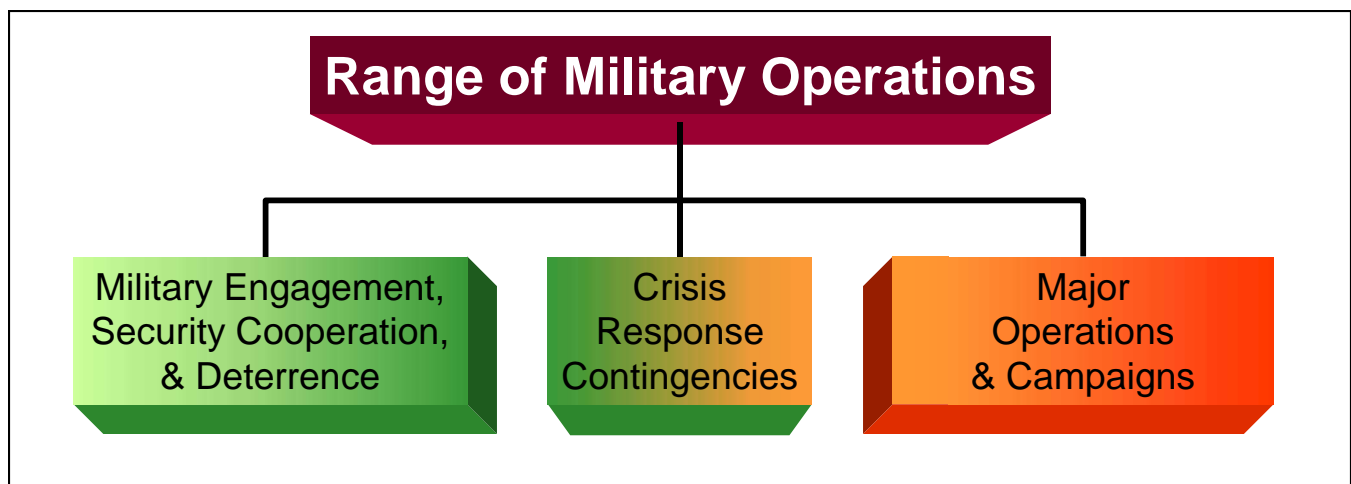 Range of Military Operations
Military Engagement,
Security Cooperation,
& Deterrence
Crisis
Response
Contingencies
Major
Operations
& Campaigns